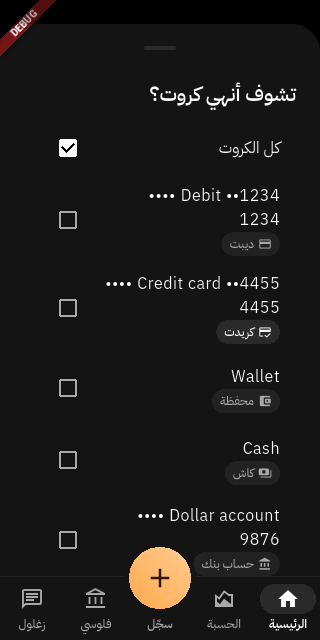 DEBUG
تشوف أنهي كروت؟
كل الكروت
•••• Debit ••1234
1234
ديبت
•••• Credit card ••4455
4455
كريدت
Wallet
محفظة
Cash
كاش
•••• Dollar account
9876
حساب بنك
الرئيسية
الحسبة
سجّل
فلوسي
زغلول